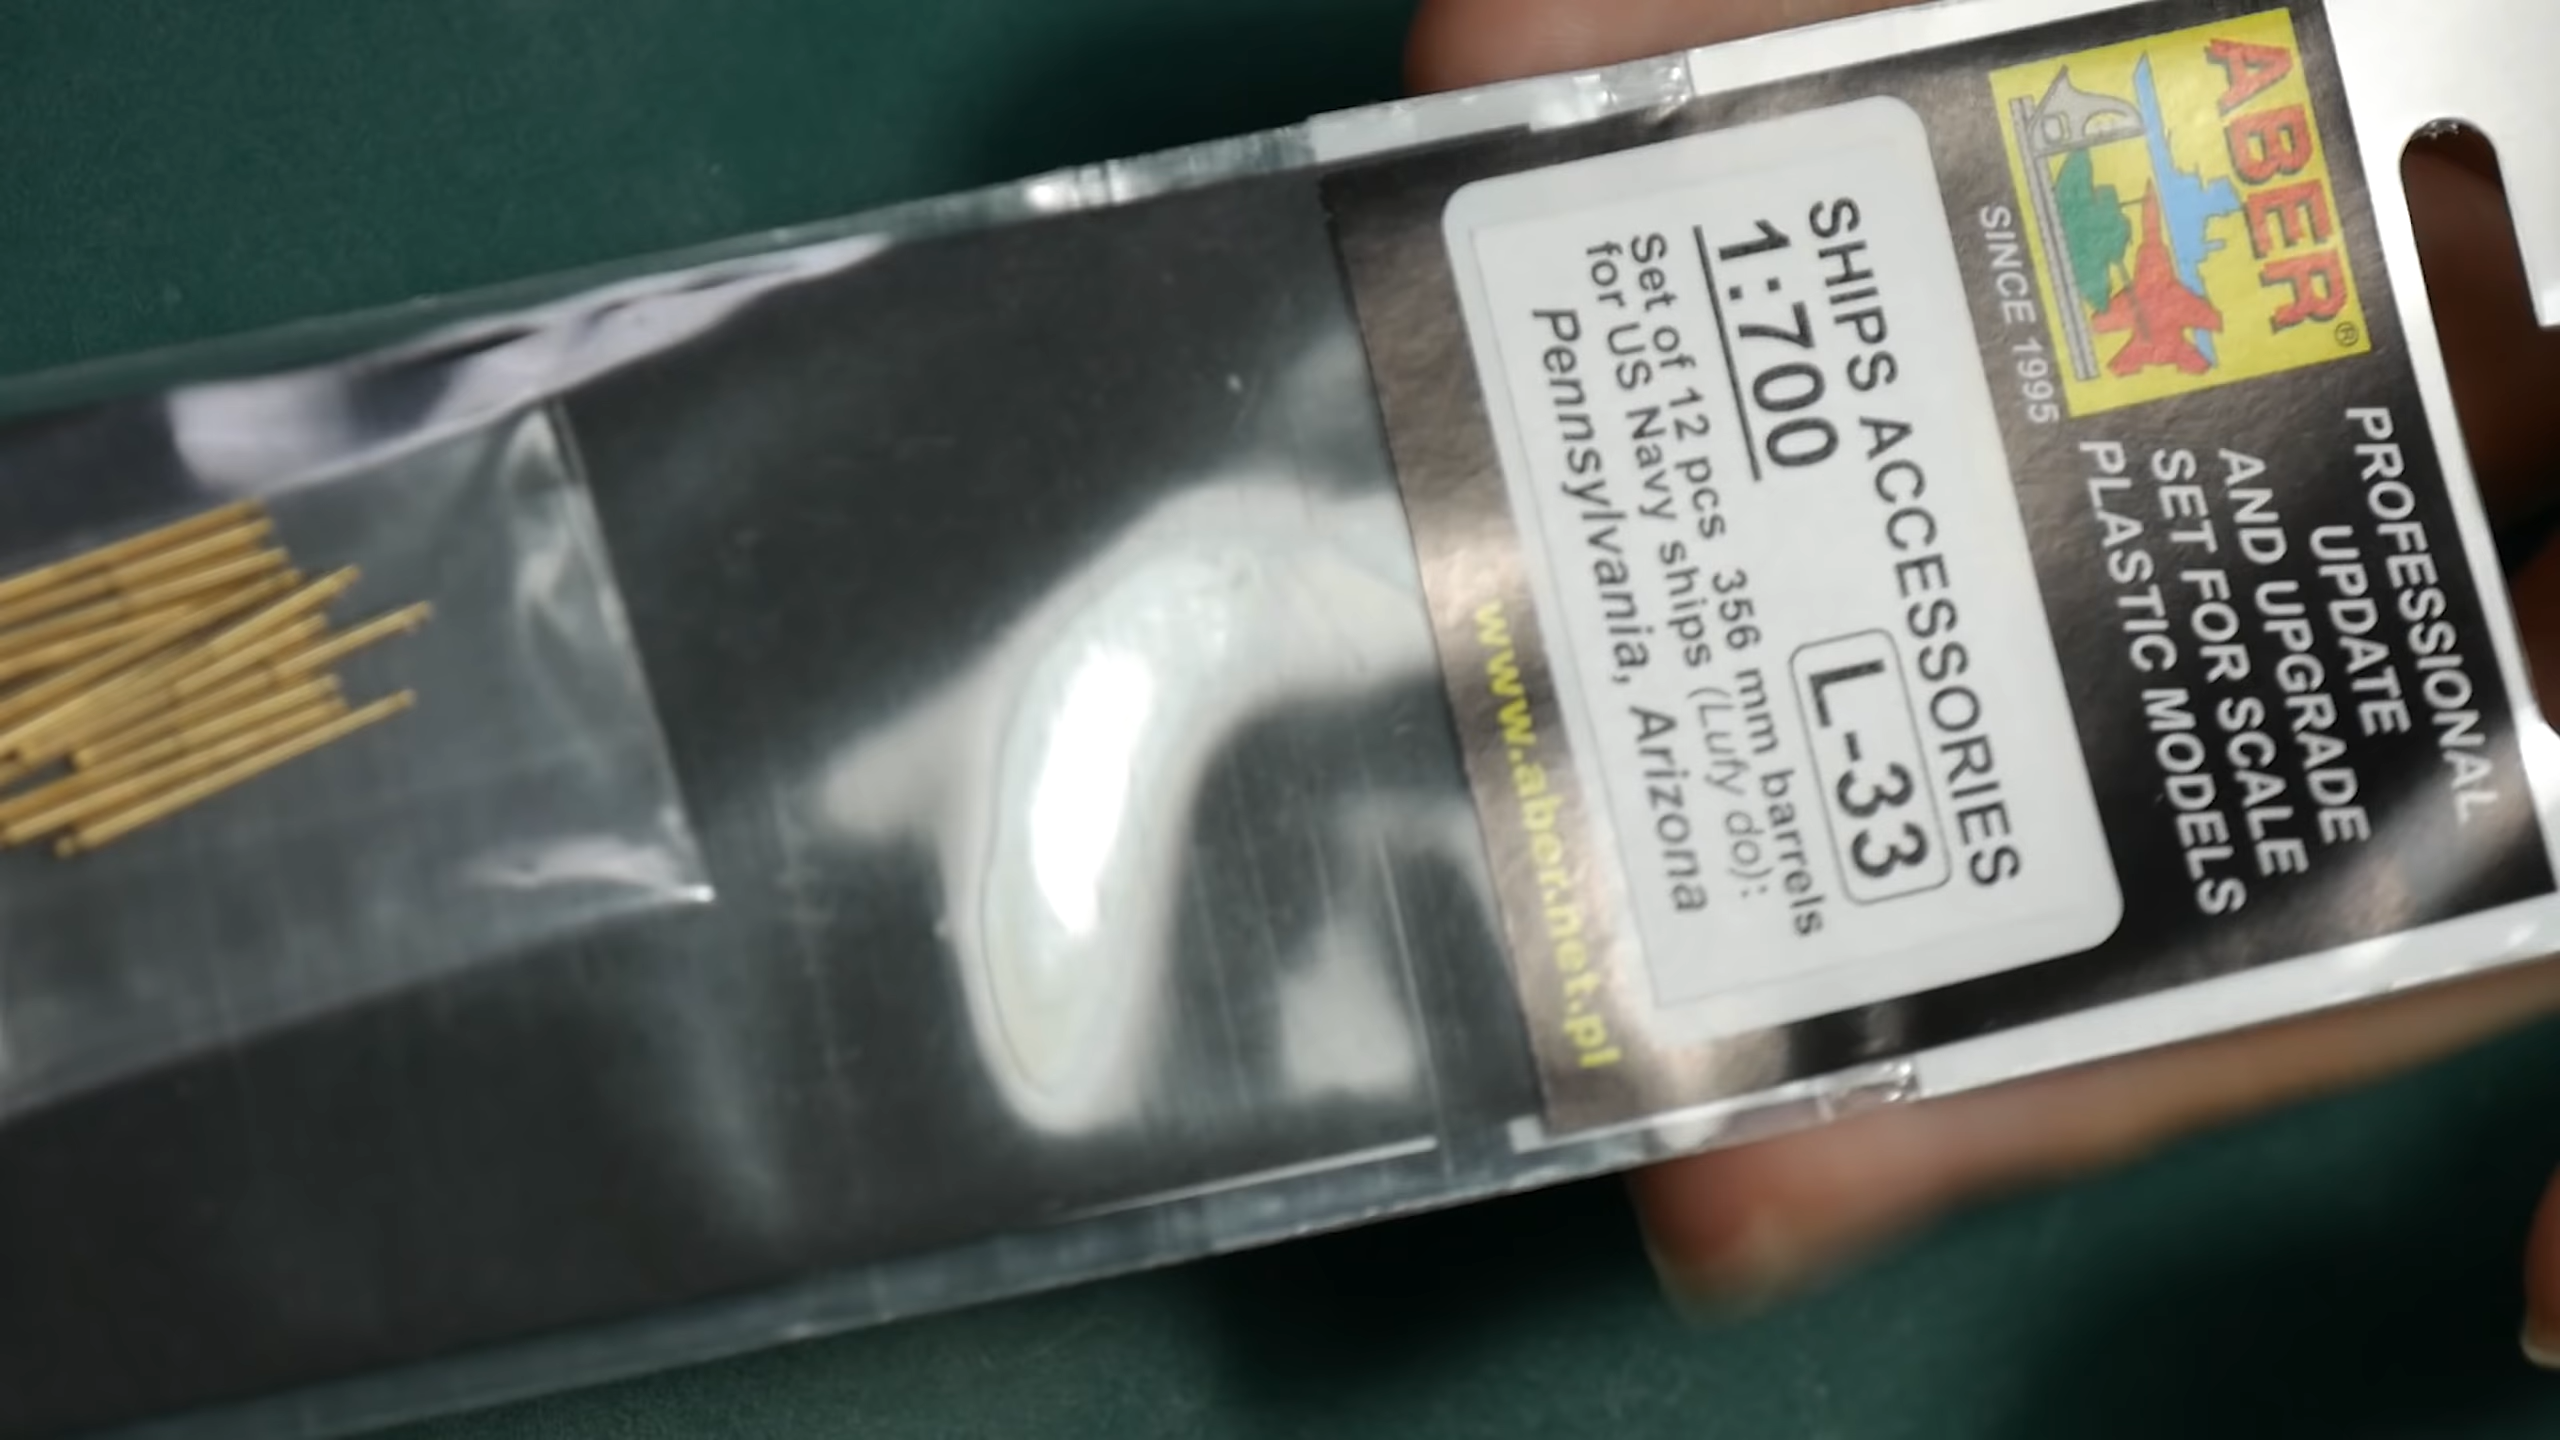 ABER®
SINCE 1995
PROFESSIONAL
UPDATE
AND UPGRADE
SET FOR SCALE
PLASTIC MODELS
SHIPS ACCESSORIES
1:700
L-33
Set of 12 pcs 356 mm barrels
for US Navy ships (Lufy do):
Pennsylvania, Arizona
www.aber.net.pl